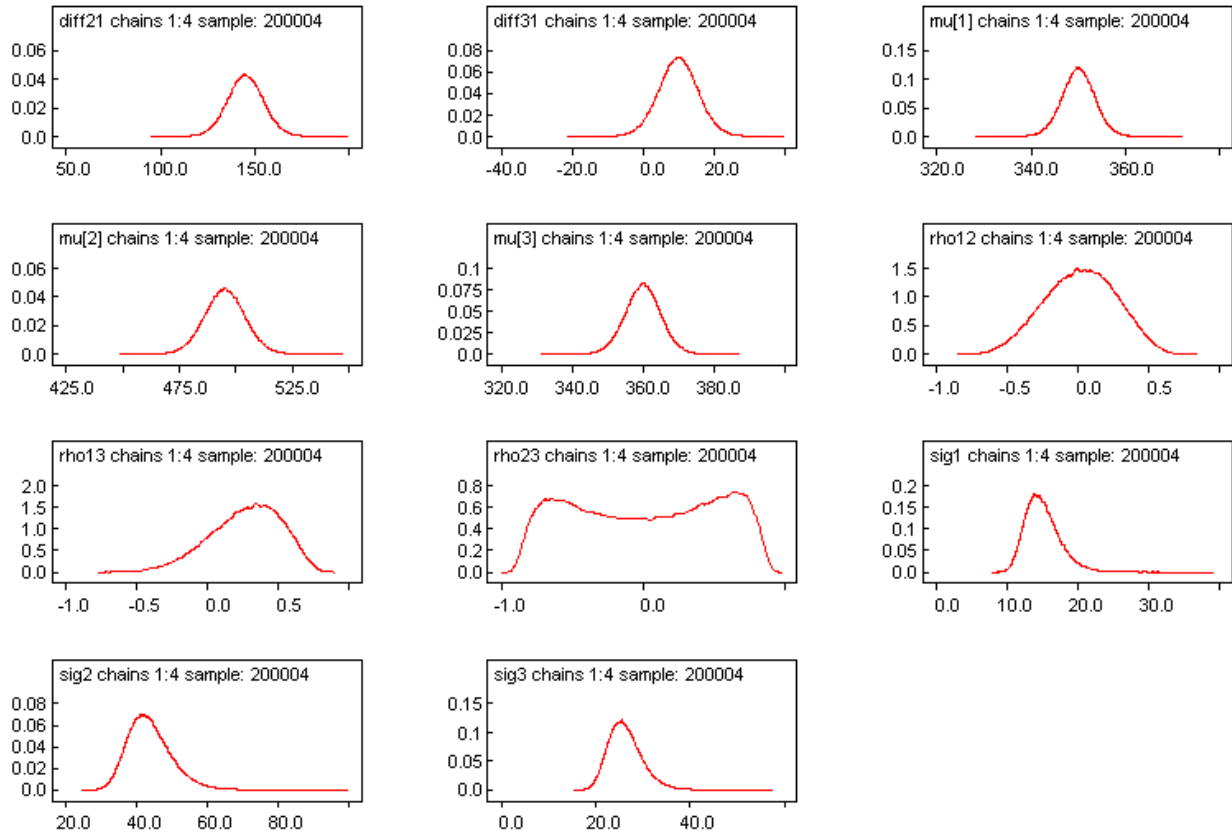 diff21 chains 1:4 sample: 200004
0.06
0.04
0.02
0.0
50.0 100.0 150.0
diff31 chains 1:4 sample: 200004
0.08
0.06
0.04
0.02
0.0
-40.0 -20.0 0.0 20.0
mu[1] chains 1:4 sample: 200004
0.15
0.1
0.05
0.0
320.0 340.0 360.0
mu[2] chains 1:4 sample: 200004
0.06
0.04
0.02
0.0
425.0 475.0 525.0
mu[3] chains 1:4 sample: 200004
0.1
0.075
0.05
0.025
0.0
320.0 340.0 360.0 380.0
rho12 chains 1:4 sample: 200004
1.5
1.0
0.5
0.0
-1.0 -0.5 0.0 0.5
rho13 chains 1:4 sample: 200004
2.0
1.5
1.0
0.5
0.0
-1.0 -0.5 0.0 0.5
rho23 chains 1:4 sample: 200004
0.8
0.6
0.4
0.2
0.0
-1.0 0.0
sig1 chains 1:4 sample: 200004
0.2
0.15
0.1
0.05
0.0
0.0 10.0 20.0 30.0
sig2 chains 1:4 sample: 200004
0.08
0.06
0.04
0.02
0.0
20.0 40.0 60.0 80.0
sig3 chains 1:4 sample: 200004
0.15
0.1
0.05
0.0
0.0 20.0 40.0